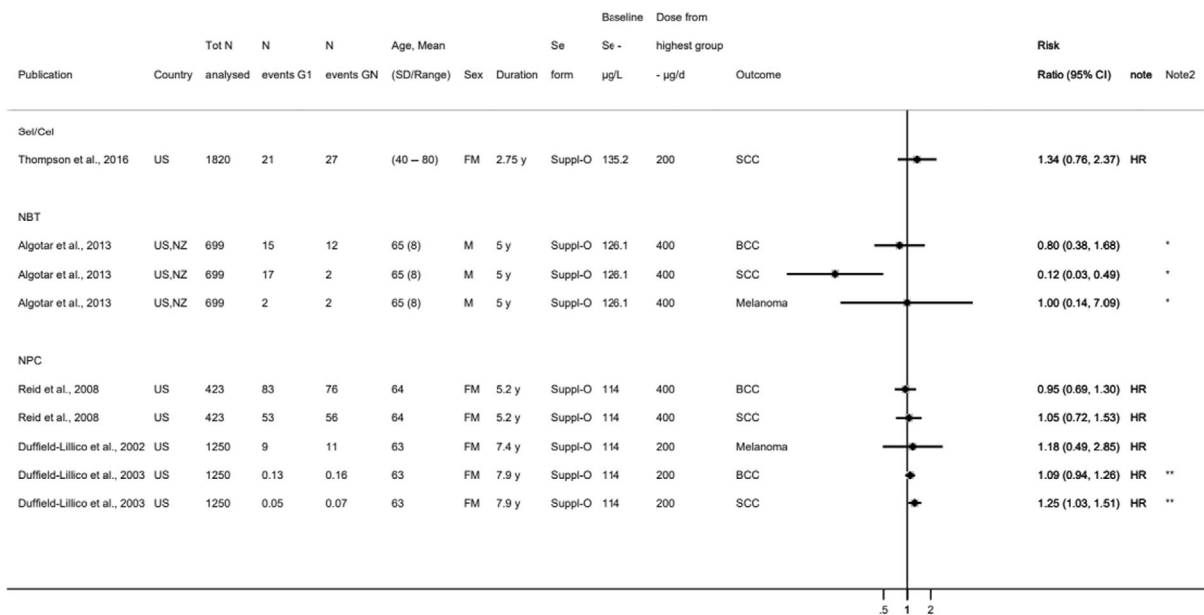 Baseline Dose from
Tot N N N Age, Mean Se Se - highest group Risk
Publication Country analysed events G1 events GN (SD/Range) Sex Duration form µg/L - µg/d Outcome Ratio (95% CI) note Note2
Sel/Cel
Thompson et al., 2016 US 1820 21 27 (40 – 80) FM 2.75 y Suppl-O 135.2 200 SCC 1.34 (0.76, 2.37) HR
NBT
Algotar et al., 2013 US,NZ 699 15 12 65 (8) M 5 y Suppl-O 126.1 400 BCC 0.80 (0.38, 1.68) *
Algotar et al., 2013 US,NZ 699 17 2 65 (8) M 5 y Suppl-O 126.1 400 SCC 0.12 (0.03, 0.49) *
Algotar et al., 2013 US,NZ 699 2 2 65 (8) M 5 y Suppl-O 126.1 400 Melanoma 1.00 (0.14, 7.09) *
NPC
Reid et al., 2008 US 423 83 76 64 FM 5.2 y Suppl-O 114 400 BCC 0.95 (0.69, 1.30) HR
Reid et al., 2008 US 423 53 56 64 FM 5.2 y Suppl-O 114 400 SCC 1.05 (0.72, 1.53) HR
Duffield-Lillico et al., 2002 US 1250 9 11 63 FM 7.4 y Suppl-O 114 200 Melanoma 1.18 (0.49, 2.85) HR
Duffield-Lillico et al., 2003 US 1250 0.13 0.16 63 FM 7.9 y Suppl-O 114 200 BCC 1.09 (0.94, 1.26) HR **
Duffield-Lillico et al., 2003 US 1250 0.05 0.07 63 FM 7.9 y Suppl-O 114 200 SCC 1.25 (1.03, 1.51) HR **
.5 1 2